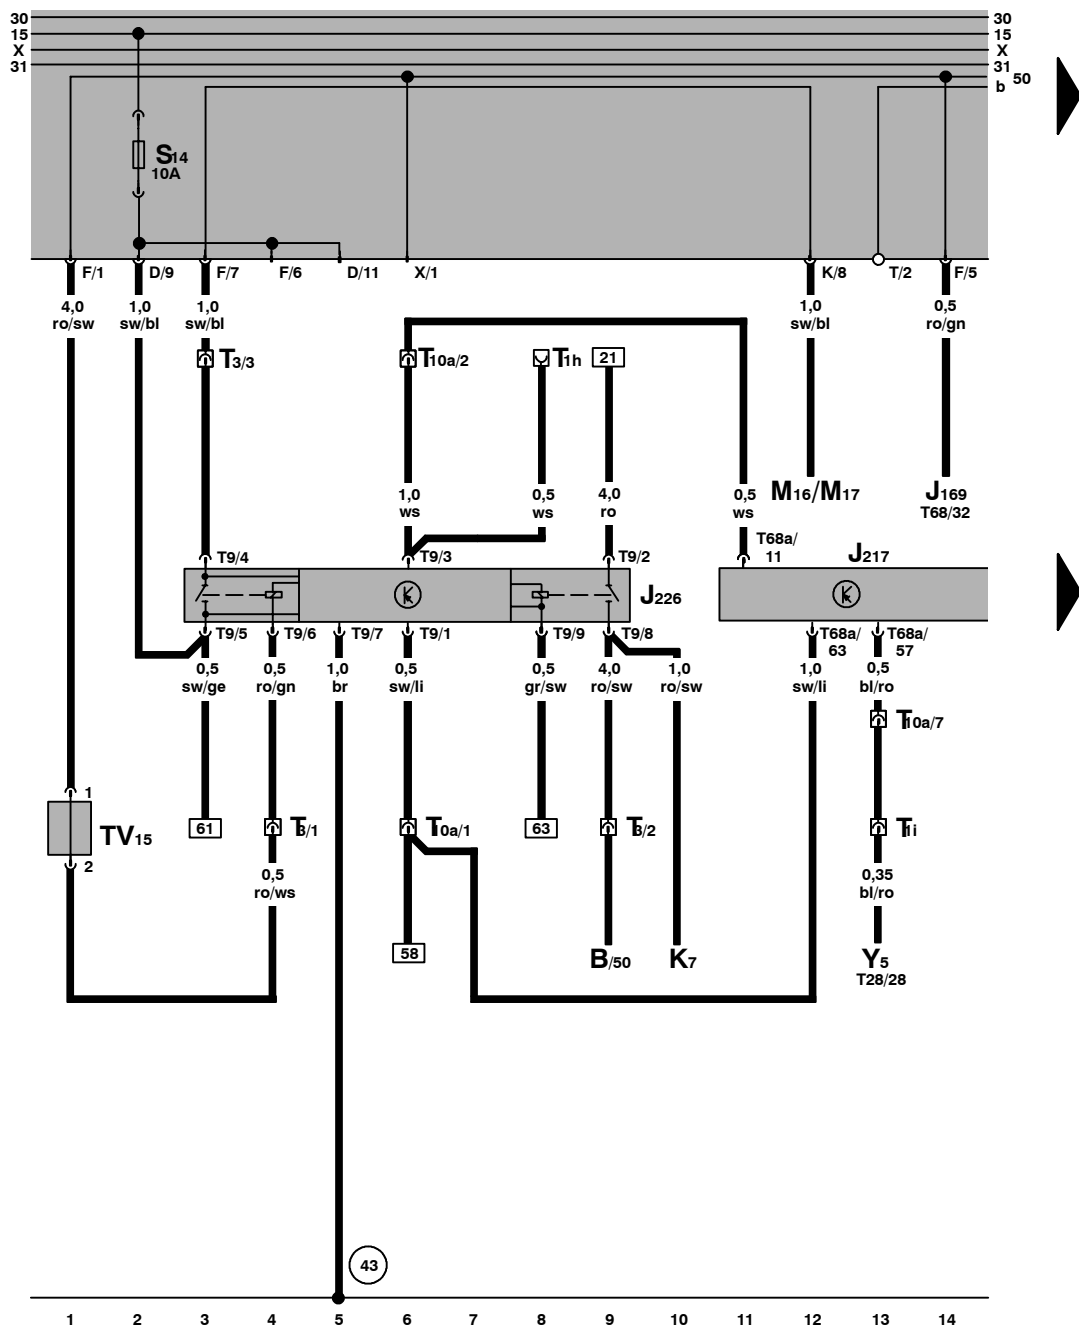 30 30
15 15
X X
31 31
50
b
S14
10A
F/1 D/9 F/7 F/6 D/11 X/1 K/8 T/2 F/5
4,0 1,0 1,0 1,0 0,5
ro/sw sw/bl sw/bl sw/bl ro/gn
T3/3 T10a/2 T1h 21
1,0 0,5 4,0 0,5 M16/M17 J169
ws ws ro ws T68/32
T9/4 T9/3 T9/2 T68a/ J217
11
J226
T9/5 T9/6 T9/7 T9/1 T9/9 T9/8 T68a/ T68a/
63 57
0,5 0,5 1,0 0,5 0,5 4,0 1,0 1,0 0,5
sw/ge ro/gn br sw/li gr/sw ro/sw ro/sw sw/li bl/ro
T10a/7
1
TV15 61 T3/1 T10a/1 63 T3/2 T1i
2
0,5 0,35
ro/ws bl/ro
58 B/50 K7 Y5
T28/28
43
1 2 3 4 5 6 7 8 9 10 11 12 13 14